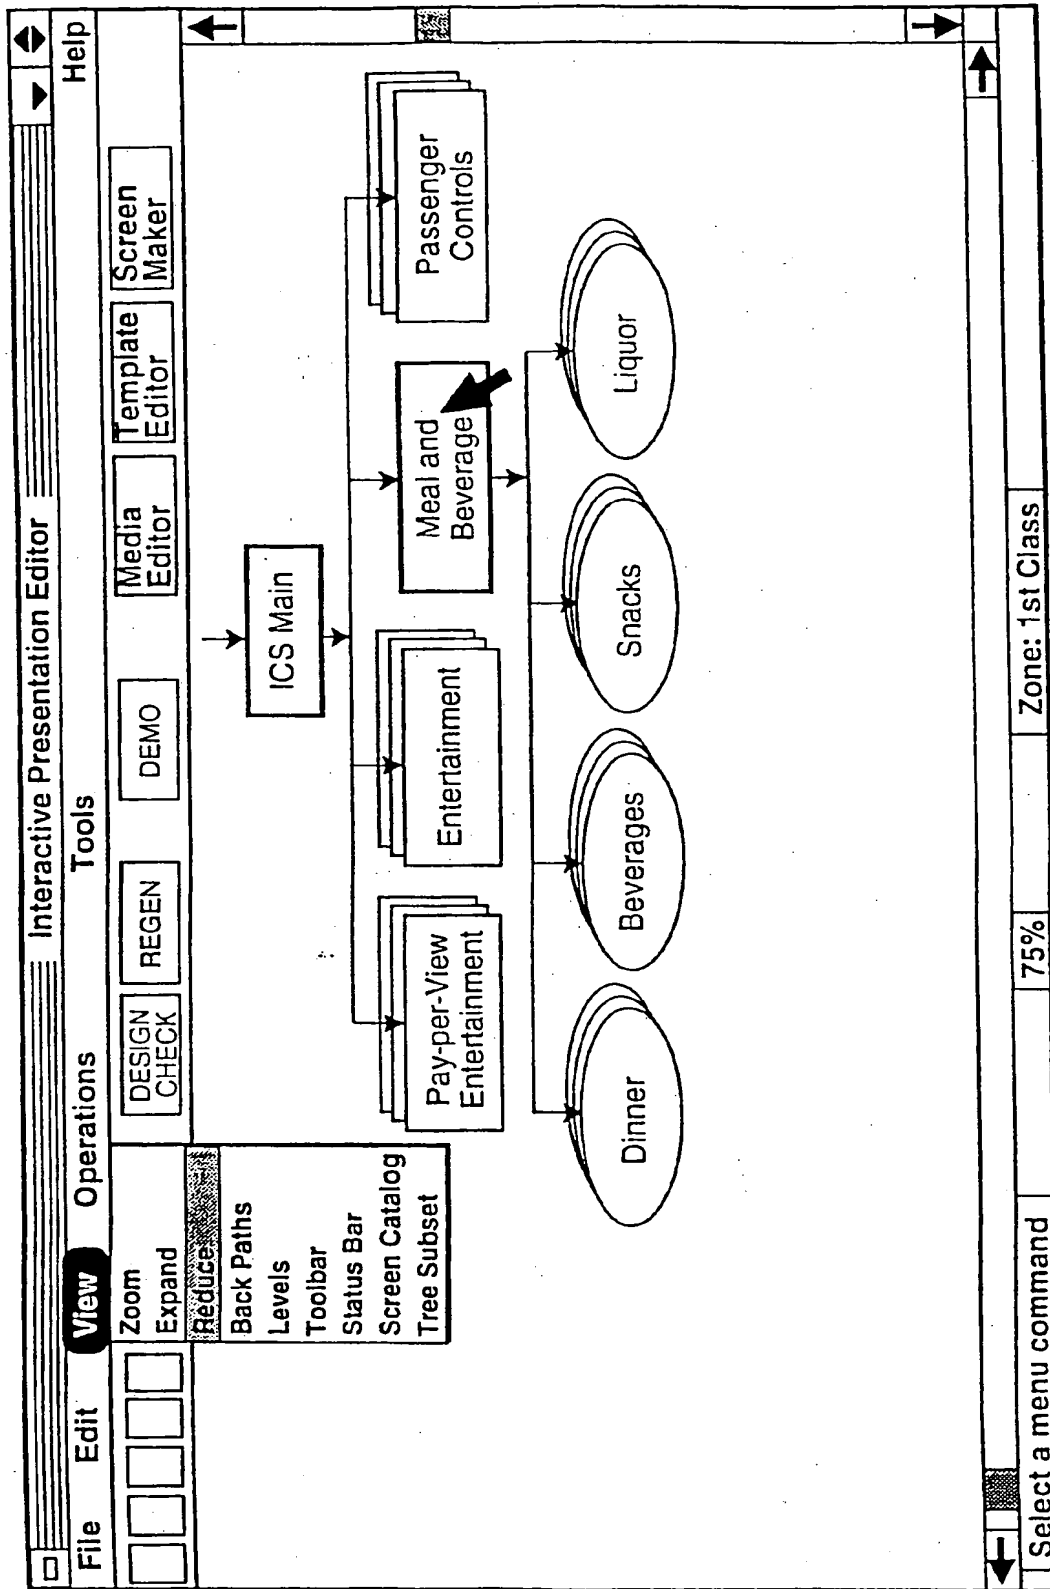 Interactive Presentation Editor
File Edit View Operations Tools Help
DESIGN
CHECK
REGEN
DEMO
Media
Editor
Template
Editor
Screen
Maker
Zoom
Expand
Reduce
Back Paths
Levels
Toolbar
Status Bar
Screen Catalog
Tree Subset
ICS Main
Pay-per-View
Entertainment
Entertainment
Meal and
Beverage
Passenger
Controls
Dinner
Beverages
Snacks
Liquor
Select a menu command
75%
Zone: 1st Class